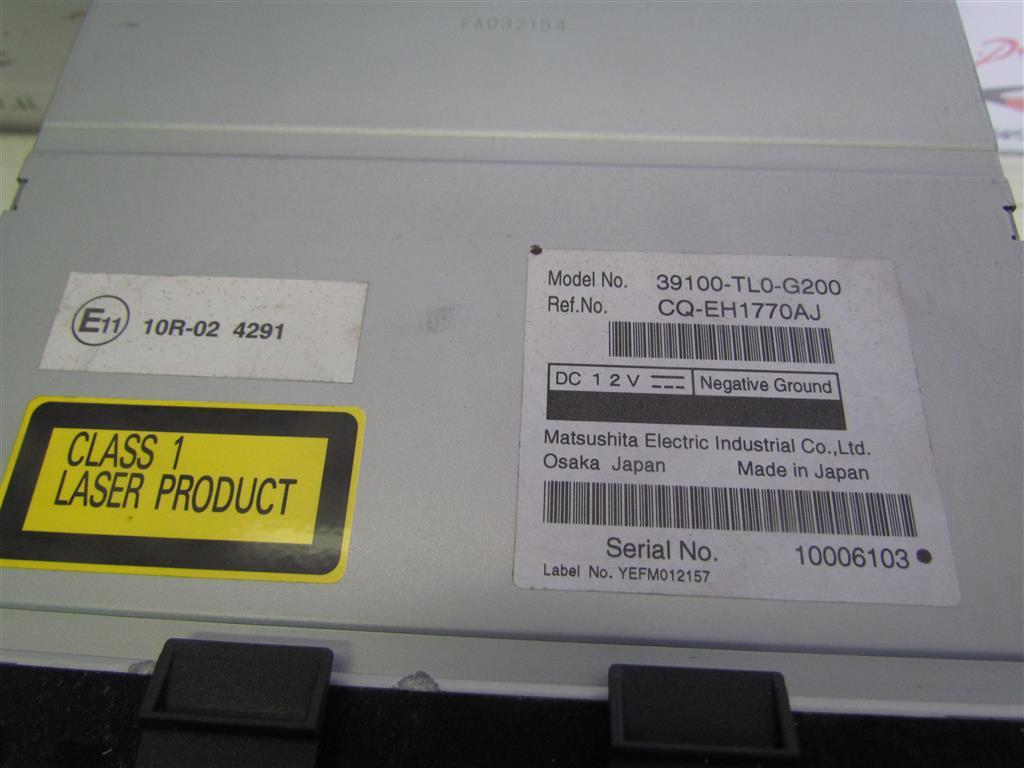 FA032154
E11 10R-02 4291
CLASS 1
LASER PRODUCT
Model No. 39100-TL0-G200
Ref.No. CQ-EH1770AJ
DC 12V Negative Ground
Matsushita Electric Industrial Co.,Ltd.
Osaka Japan Made in Japan
Serial No. 10006103
Label No. YEFM012157